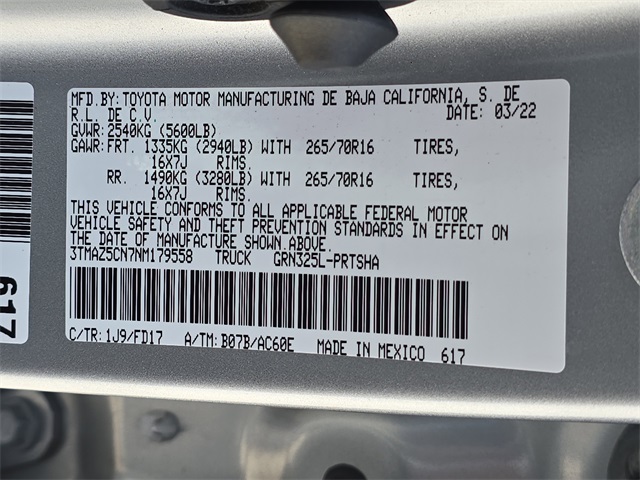 MFD.BY: TOYOTA MOTOR MANUFACTURING DE BAJA CALIFORNIA, S. DE
R.L. DE C.V. DATE: 03/22
GVWR: 2540KG (5600LB)
GAWR: FRT. 1335KG (2940LB) WITH 265/70R16 TIRES,
16X7J RIMS.
RR. 1490KG (3280LB) WITH 265/70R16 TIRES,
16X7J RIMS.
THIS VEHICLE CONFORMS TO ALL APPLICABLE FEDERAL MOTOR
VEHICLE SAFETY AND THEFT PREVENTION STANDARDS IN EFFECT ON
THE DATE OF MANUFACTURE SHOWN ABOVE.
3TMAZ5CN7NM179558 TRUCK GRN325L-PRTSHA
C/TR: 1J9/FD17 A/TM: B07B/AC60E MADE IN MEXICO 617
617